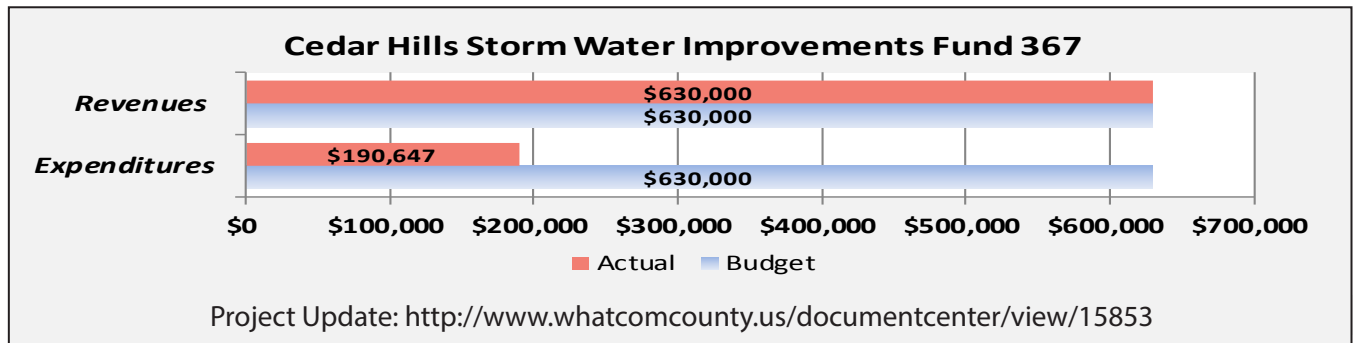 Cedar Hills Storm Water Improvements Fund 367
Revenues
$630,000
$630,000
Expenditures
$190,647
$630,000
$0 $100,000 $200,000 $300,000 $400,000 $500,000 $600,000 $700,000
Actual Budget
Project Update: http://www.whatcomcounty.us/documentcenter/view/15853